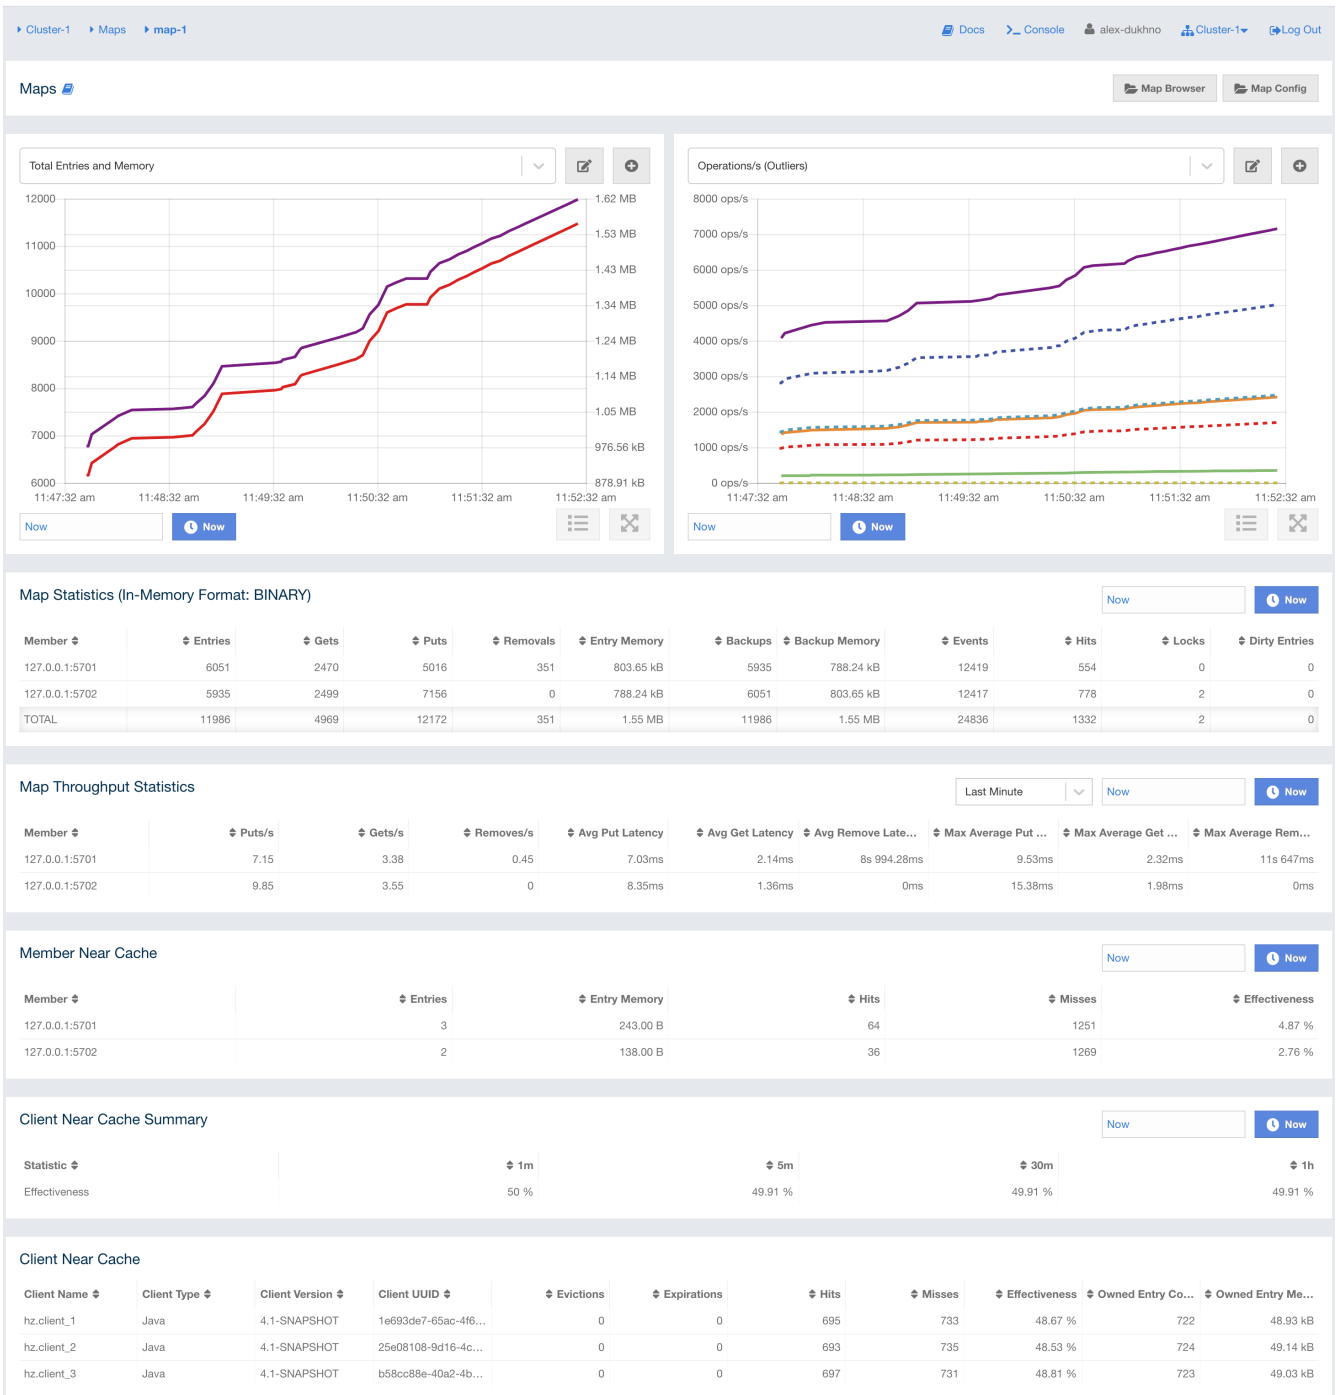 Cluster-1 Maps map-1 Docs Console alex-dukhno Cluster-1 Log Out
Maps Map Browser Map Config
Total Entries and Memory
12000 1.62 MB
1.53 MB
11000
1.43 MB
10000
1.34 MB
9000 1.24 MB
1.14 MB
8000
1.05 MB
7000
976.56 kB
6000 878.91 kB
11:47:32 am 11:48:32 am 11:49:32 am 11:50:32 am 11:51:32 am 11:52:32 am
Now Now
Operations/s (Outliers)
8000 ops/s
7000 ops/s
6000 ops/s
5000 ops/s
4000 ops/s
3000 ops/s
2000 ops/s
1000 ops/s
0 ops/s
11:47:32 am 11:48:32 am 11:49:32 am 11:50:32 am 11:51:32 am 11:52:32 am
Now Now
Map Statistics (In-Memory Format: BINARY) Now Now
Member Entries Gets Puts Removals Entry Memory Backups Backup Memory Events Hits Locks Dirty Entries
127.0.0.1:5701 6051 2470 5016 351 803.65 kB 5935 788.24 kB 12419 554 0 0
127.0.0.1:5702 5935 2499 7156 0 788.24 kB 6051 803.65 kB 12417 778 2 0
TOTAL 11986 4969 12172 351 1.55 MB 11986 1.55 MB 24836 1332 2 0
Map Throughput Statistics Last Minute Now Now
Member Puts/s Gets/s Removes/s Avg Put Latency Avg Get Latency Avg Remove Late... Max Average Put ... Max Average Get ... Max Average Rem...
127.0.0.1:5701 7.15 3.38 0.45 7.03ms 2.14ms 8s 994.28ms 9.53ms 2.32ms 11s 647ms
127.0.0.1:5702 9.85 3.55 0 8.35ms 1.36ms 0ms 15.38ms 1.98ms 0ms
Member Near Cache Now Now
Member Entries Entry Memory Hits Misses Effectiveness
127.0.0.1:5701 3 243.00 B 64 1251 4.87 %
127.0.0.1:5702 2 138.00 B 36 1269 2.76 %
Client Near Cache Summary Now Now
Statistic 1m 5m 30m 1h
Effectiveness 50 % 49.91 % 49.91 % 49.91 %
Client Near Cache
Client Name Client Type Client Version Client UUID Evictions Expirations Hits Misses Effectiveness Owned Entry Co... Owned Entry Me...
hz.client_1 Java 4.1-SNAPSHOT 1e693de7-65ac-4f6... 0 0 695 733 48.67 % 722 48.93 kB
hz.client_2 Java 4.1-SNAPSHOT 25e08108-9d16-4c... 0 0 693 735 48.53 % 724 49.14 kB
hz.client_3 Java 4.1-SNAPSHOT b58cc88e-40a2-4b... 0 0 697 731 48.81 % 723 49.03 kB